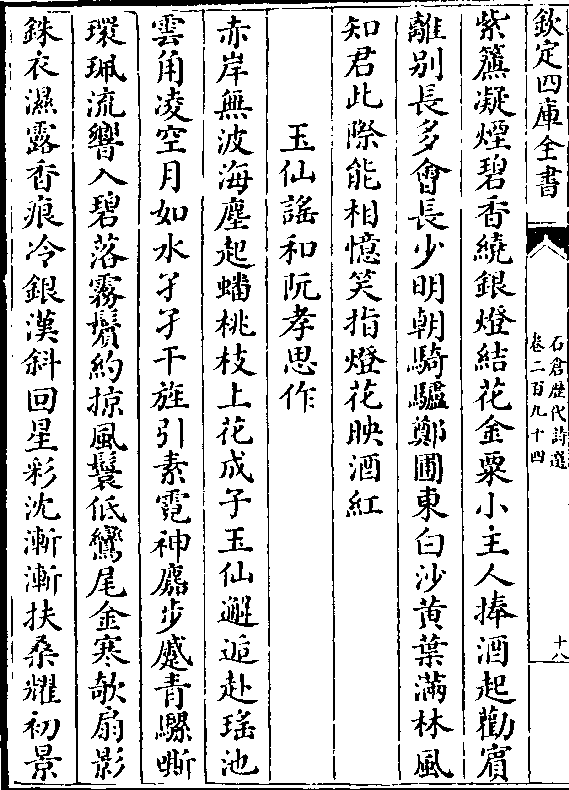 欽定四庫全書
石倉歴代詩選
卷二百九十四
十八
紫簾凝煙碧香繞銀燈結花金粟小主人捧酒起勸賓
離别長多會長少明朝騎驢鄭圃東白沙黄葉滿林風
知君此際能相憶笑指燈花映酒紅
玉仙謡和阮孝思作
赤岸無波海塵起蟠桃枝上花成子玉仙邂逅赴瑶池
雲角凌空月如水孑孑干旌引素霓神麃步蹙青騾嘶
環珮流響入碧落霧鬢約掠風鬟低鸞尾金寒欹扇影
銖衣濕露香痕冷銀漢斜回星彩沈漸漸扶桑耀初景